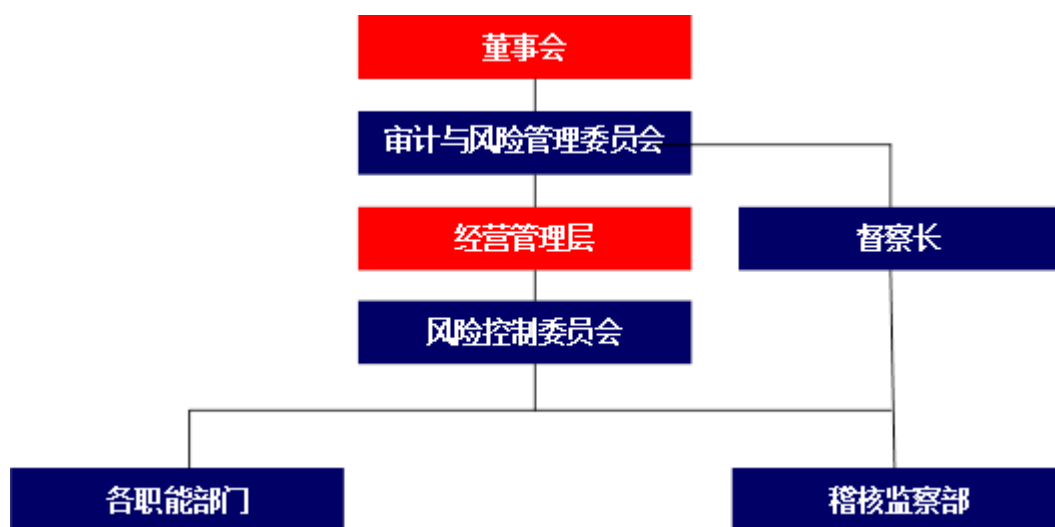 董事会
审计与风险管理委员会
经营管理层
督察长
风险控制委员会
各职能部门
稽核监察部